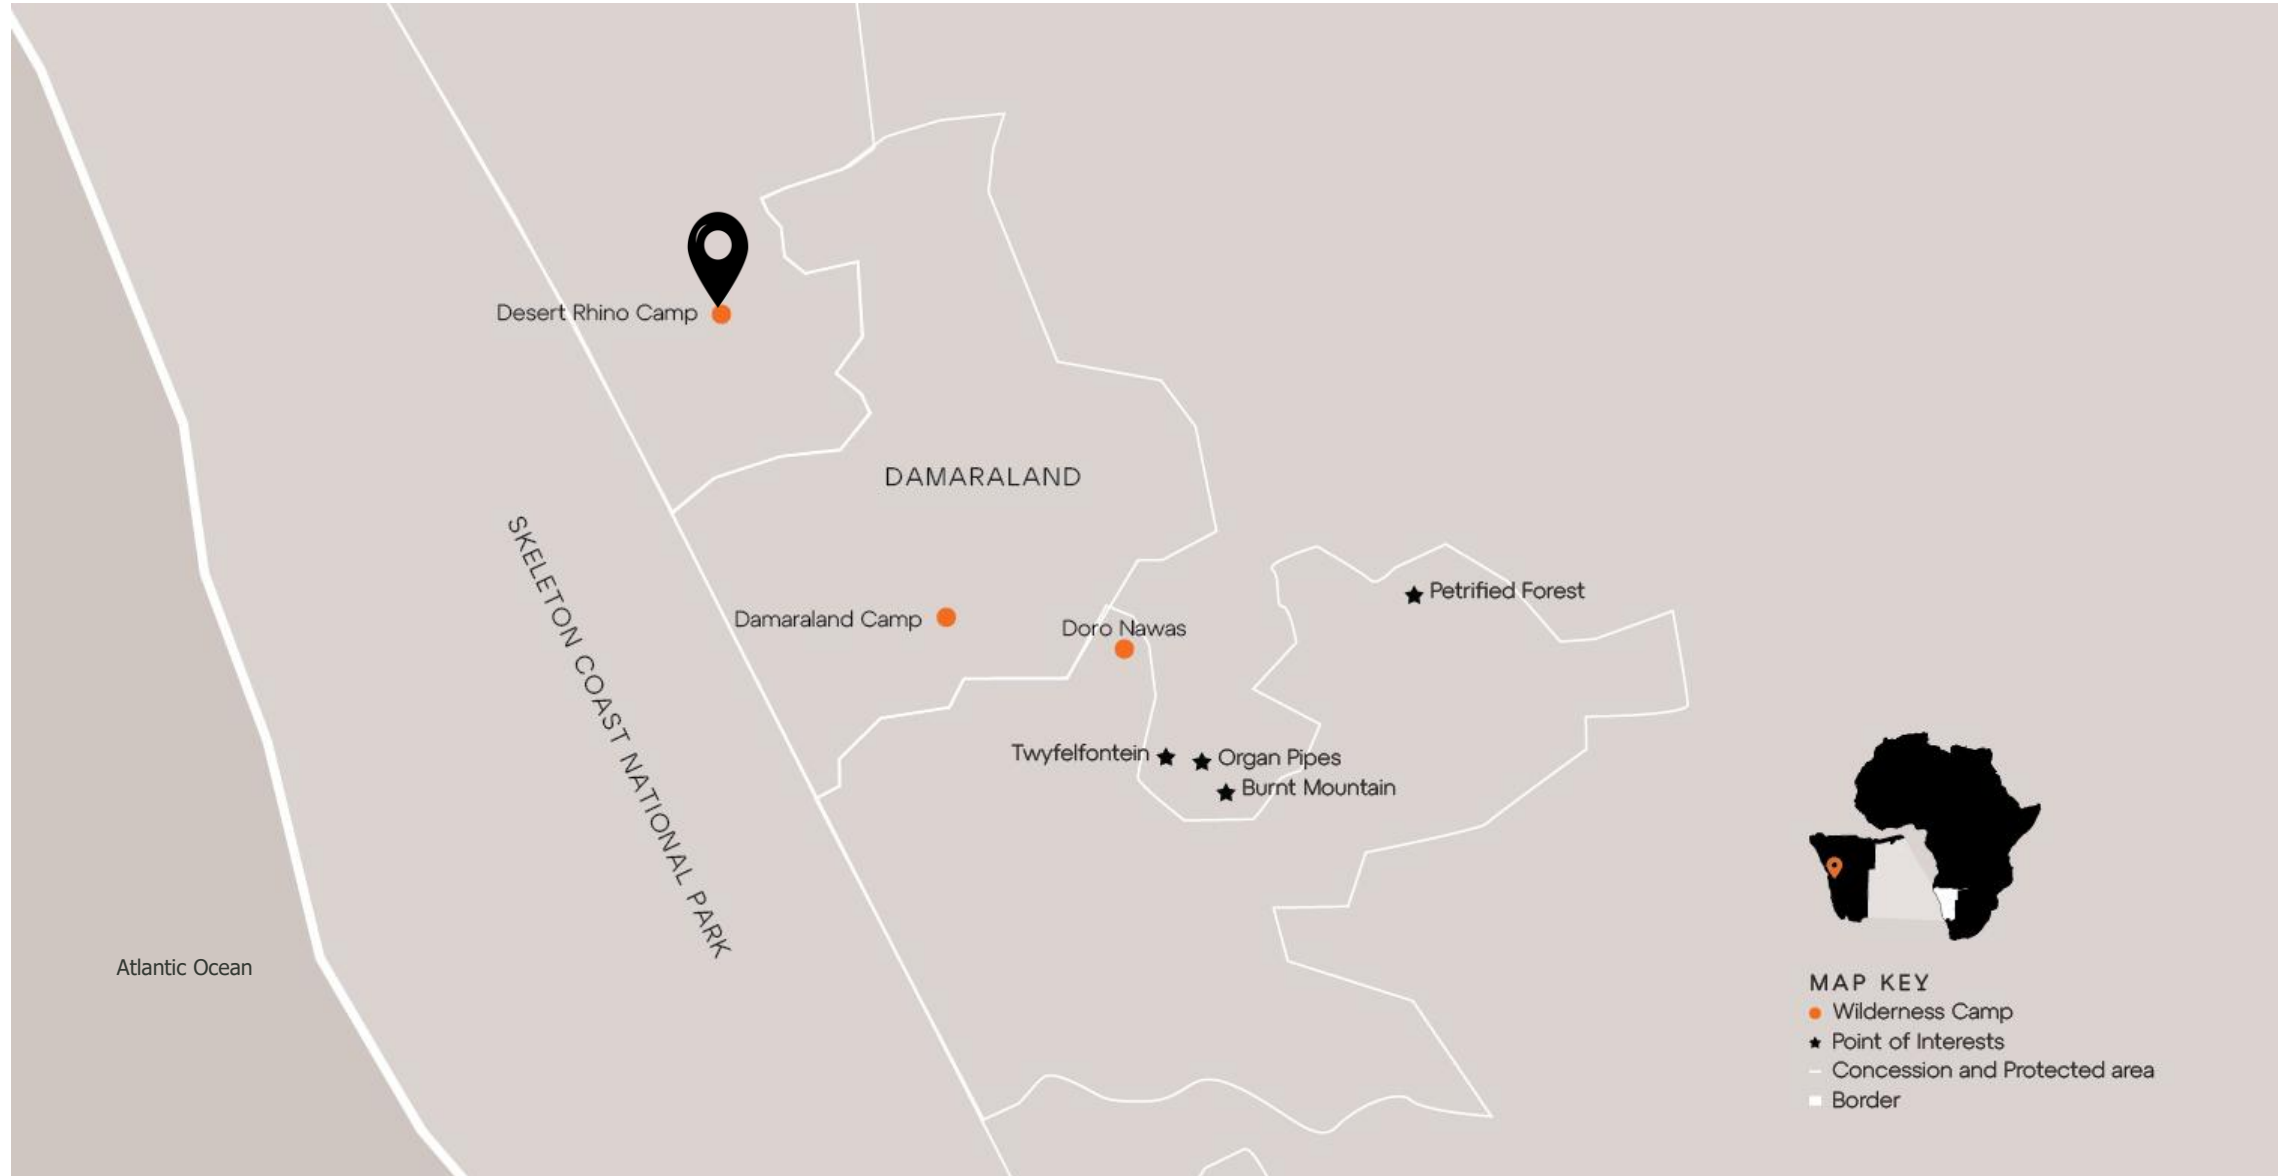 Desert Rhino Camp
DAMARALAND
SKELETON COAST NATIONAL PARK
Petrified Forest
Damaraland Camp
Doro Nawas
Twyfelfontein
Organ Pipes
Burnt Mountain
Atlantic Ocean
MAP KEY
Wilderness Camp
Point of Interests
Concession and Protected area
Border